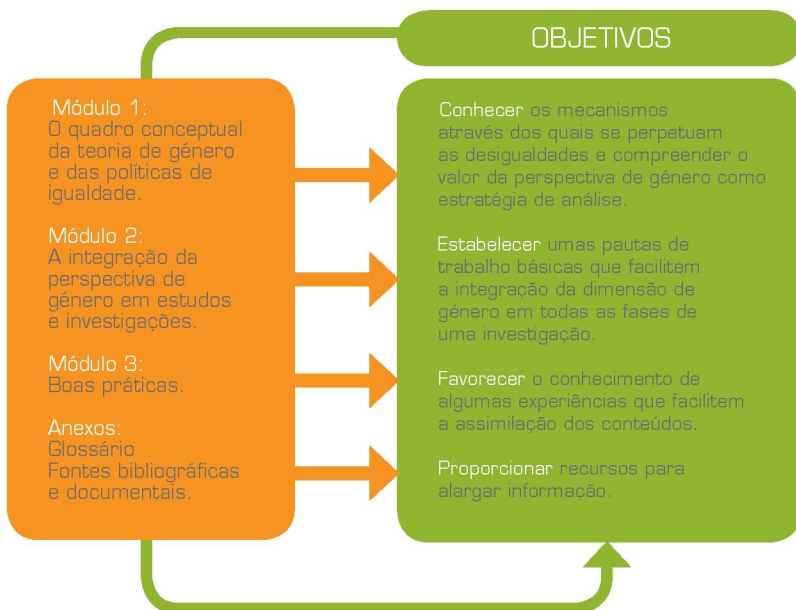 OBJETIVOS
Módulo 1:
O quadro conceptual
da teoria de género
e das políticas de
igualdade.
Módulo 2:
A integração da
perspectiva de
género em estudos
e investigações.
Módulo 3:
Boas práticas.
Anexos:
Glossário
Fontes bibliográficas
e documentais.
Conhecer os mecanismos
através dos quais se perpetuam
as desigualdades e compreender o
valor da perspectiva de género como
estratégia de análise.
Estabelecer umas pautas de
trabalho básicas que facilitem
a integração da dimensão de
género em todas as fases de
uma investigação.
Favorecer o conhecimento de
algumas experiências que facilitem
a assimilação dos conteúdos.
Proporcionar recursos para
alargar informação.